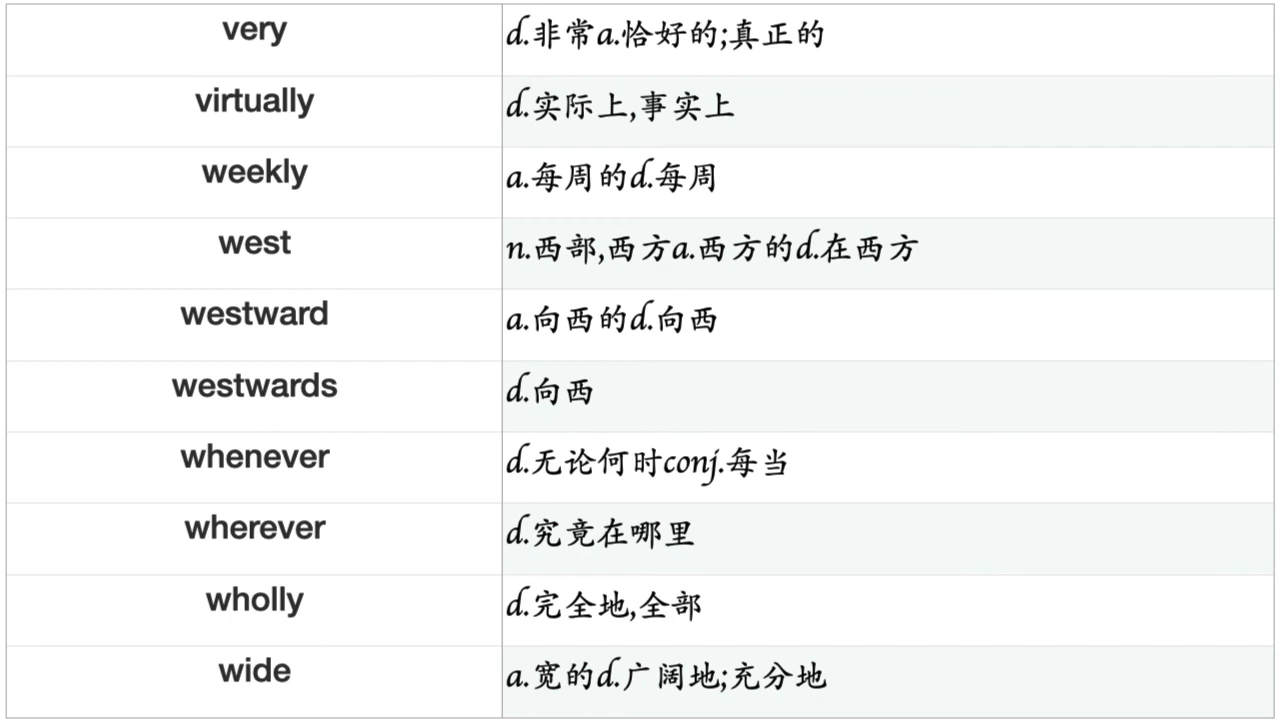 very d.非常a.恰好的;真正的
virtually d.实际上,事实上
weekly a.每周的d.每周
west n.西部,西方a.西方的d.在西方
westward a.向西的d.向西
westwards d.向西
whenever d.无论何时conj.每当
wherever d.究竟在哪里
wholly d.完全地,全部
wide a.宽的d.广阔地;充分地